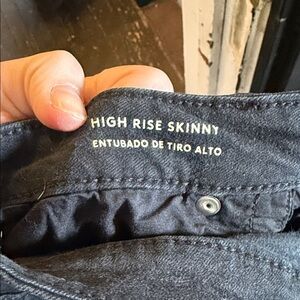 HIGH RISE SKINNY
ENTUBADO DE TIRO ALTO